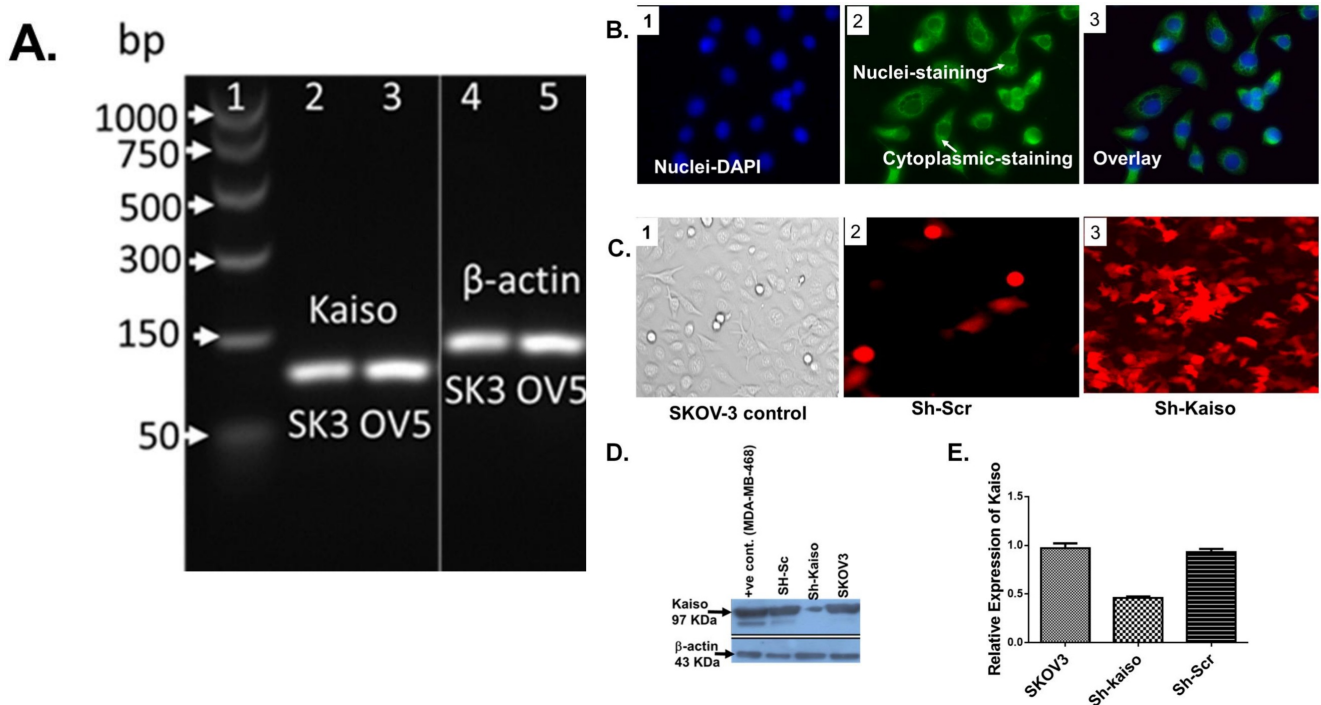 A.
bp
1 2 3 4 5
1000
750
500
300
150
50
Kaiso
β-actin
SK3 OV5
SK3 OV5
B.
1
Nuclei-DAPI
2
Nuclei-staining
Cytoplasmic-staining
3
Overlay
C.
1
SKOV-3 control
2
Sh-Scr
3
Sh-Kaiso
D.
+ve cont. (MDA-MB-468)
SH-Sc
Sh-Kaiso
SKOV3
Kaiso
97 KDa
β-actin
43 KDa
E.
Relative Expression of Kaiso
1.5
1.0
0.5
0.0
SKOV3
Sh-kaiso
Sh-Scr